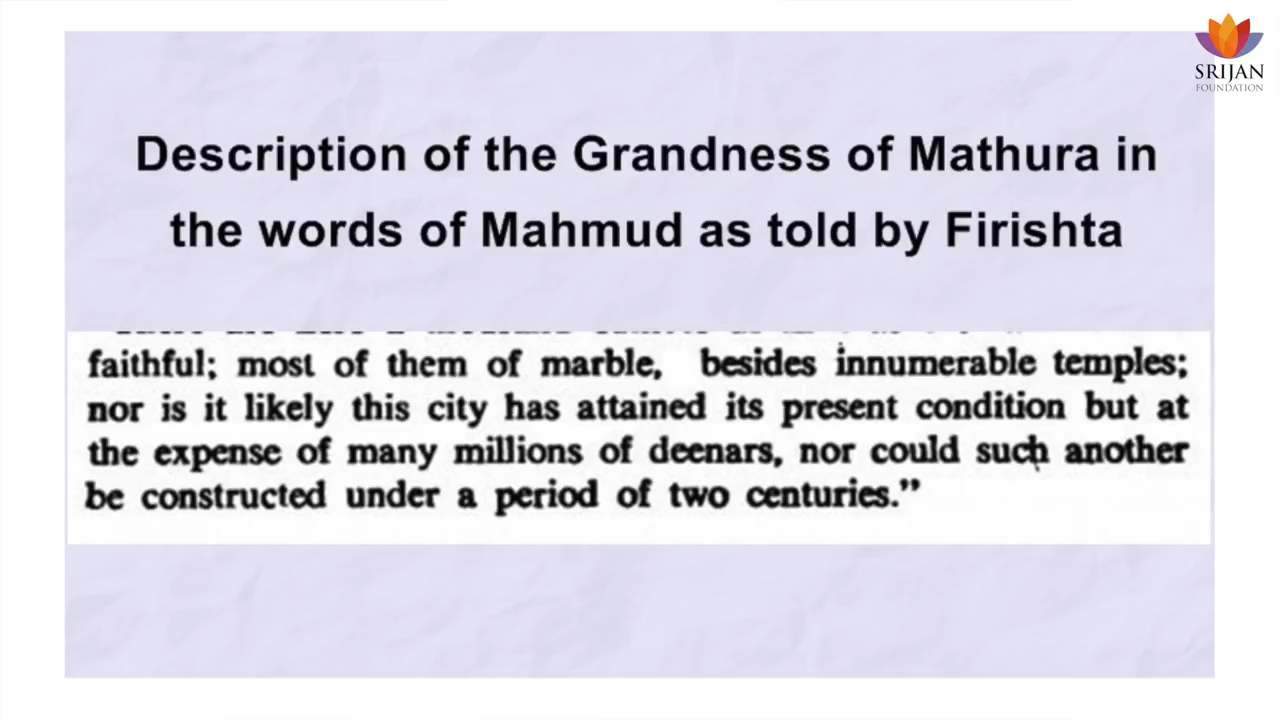 SRIJAN
FOUNDATION
Description of the Grandness of Mathura in
the words of Mahmud as told by Firishta
faithful; most of them of marble, besides innumerable temples;
nor is it likely this city has attained its present condition but at
the expense of many millions of deenars, nor could such another
be constructed under a period of two centuries.”